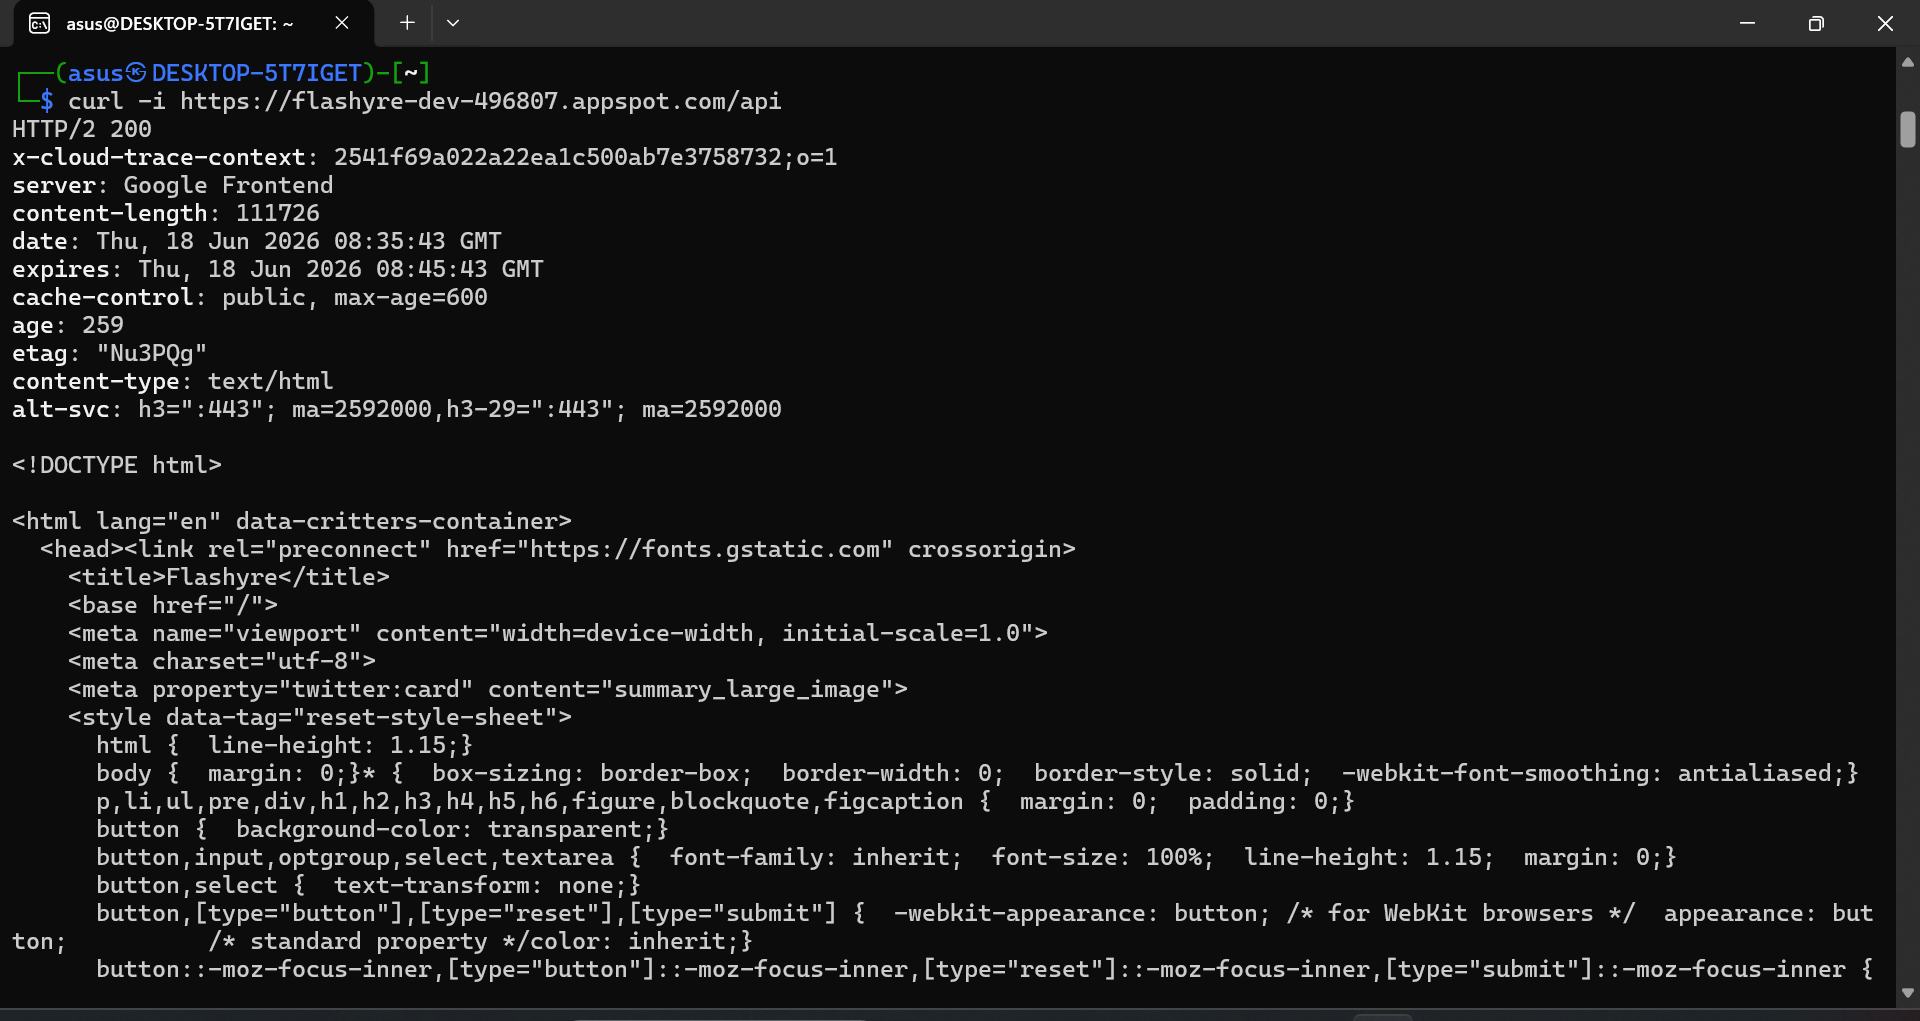 asus@DESKTOP-5T7IGET: ~
┌──(asus㉿DESKTOP-5T7IGET)-[~]
└─$ curl -i https://flashyre-dev-496807.appspot.com/api
HTTP/2 200
x-cloud-trace-context: 2541f69a022a22ea1c500ab7e3758732;o=1
server: Google Frontend
content-length: 111726
date: Thu, 18 Jun 2026 08:35:43 GMT
expires: Thu, 18 Jun 2026 08:45:43 GMT
cache-control: public, max-age=600
age: 259
etag: "Nu3PQg"
content-type: text/html
alt-svc: h3=":443"; ma=2592000,h3-29=":443"; ma=2592000
<!DOCTYPE html>
<html lang="en" data-critters-container>
  <head><link rel="preconnect" href="https://fonts.gstatic.com" crossorigin>
    <title>Flashyre</title>
    <base href="/">
    <meta name="viewport" content="width=device-width, initial-scale=1.0">
    <meta charset="utf-8">
    <meta property="twitter:card" content="summary_large_image">
    <style data-tag="reset-style-sheet">
      html {  line-height: 1.15;}
      body {  margin: 0;}* {  box-sizing: border-box;  border-width: 0;  border-style: solid;  -webkit-font-smoothing: antialiased;}
      p,li,ul,pre,div,h1,h2,h3,h4,h5,h6,figure,blockquote,figcaption {  margin: 0;  padding: 0;}
      button {  background-color: transparent;}
      button,input,optgroup,select,textarea {  font-family: inherit;  font-size: 100%;  line-height: 1.15;  margin: 0;}
      button,select {  text-transform: none;}
      button,[type="button"],[type="reset"],[type="submit"] {  -webkit-appearance: button; /* for WebKit browsers */  appearance: but
ton;          /* standard property */color: inherit;}
      button::-moz-focus-inner,[type="button"]::-moz-focus-inner,[type="reset"]::-moz-focus-inner,[type="submit"]::-moz-focus-inner {